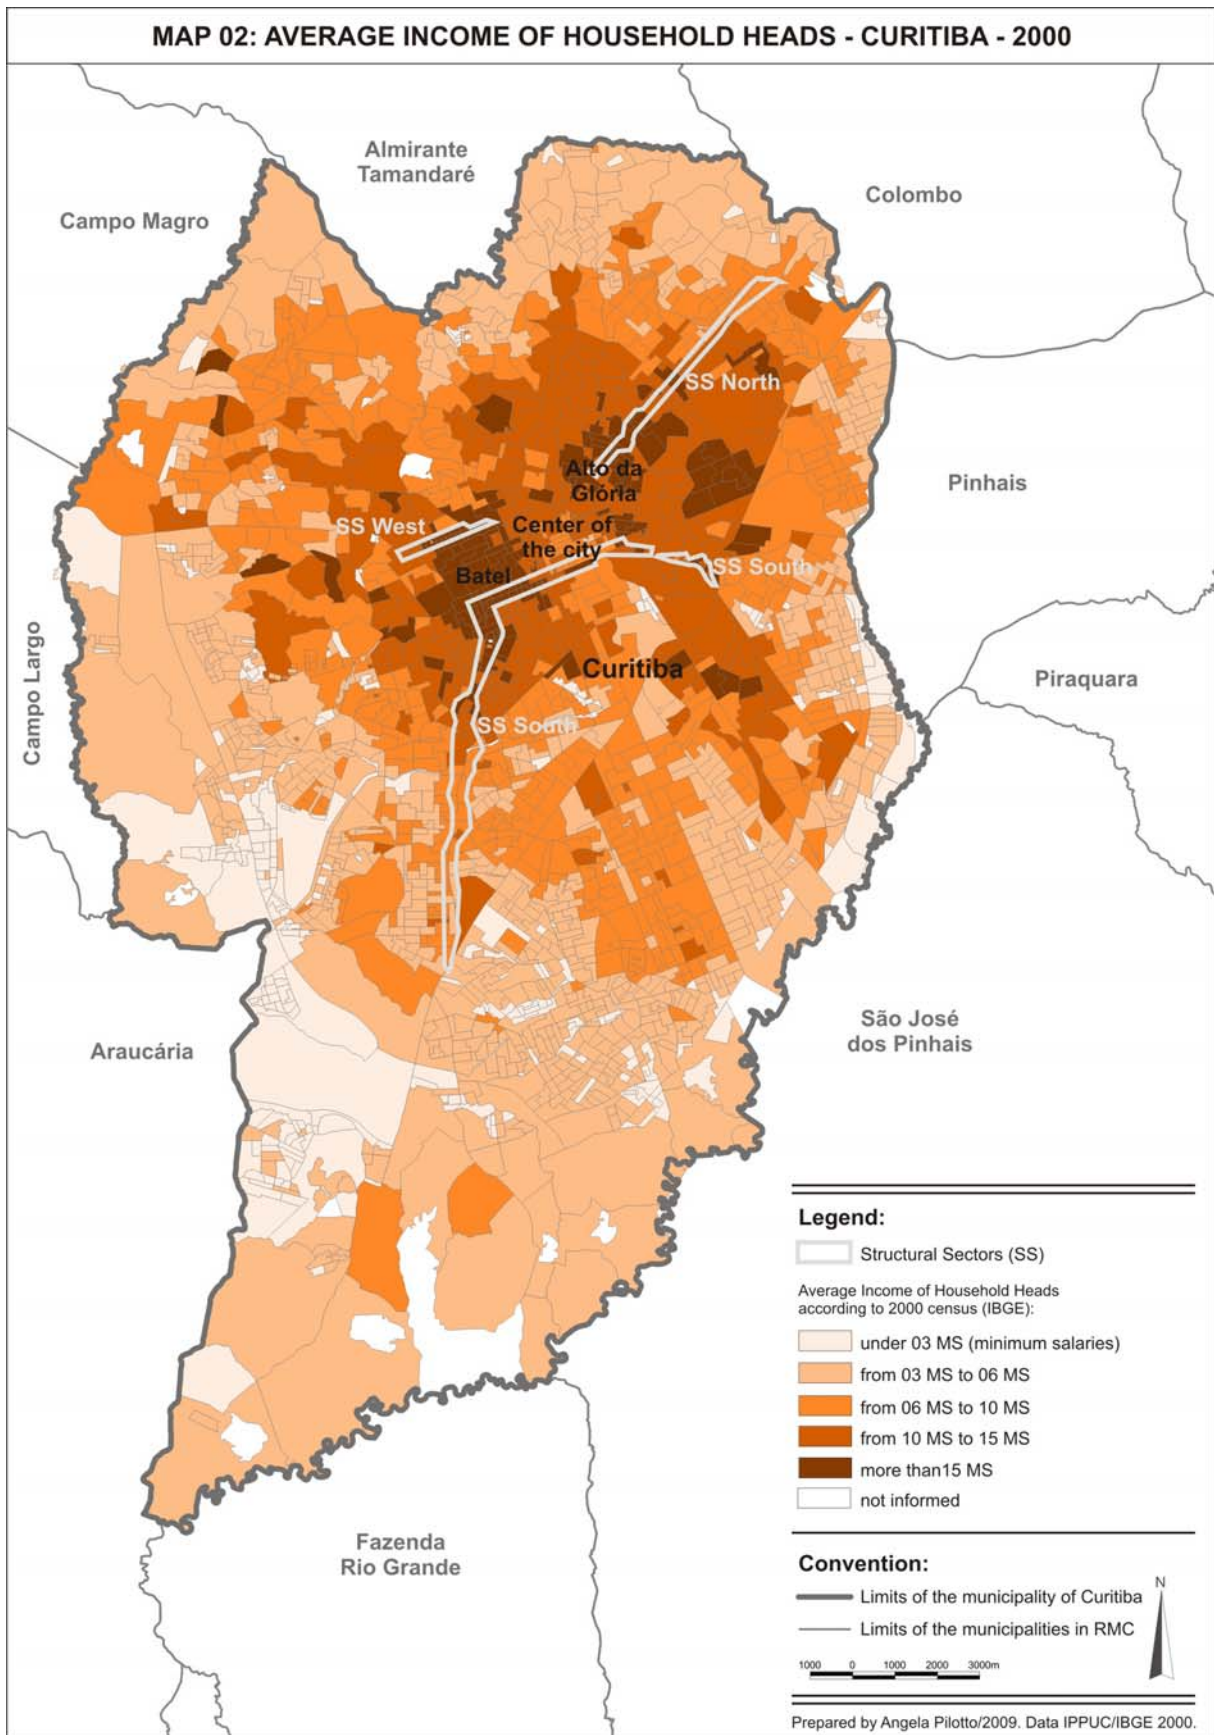 MAP 02: AVERAGE INCOME OF HOUSEHOLD HEADS - CURITIBA - 2000
Almirante
Tamandaré
Colombo
Campo Magro
SS North
Alto da
Glória
Pinhais
SS West
Center of
the city
Batel
SS South
Campo Largo
Curitiba
Piraquara
SS South
São José
dos Pinhais
Araucária
Fazenda
Rio Grande
Legend:
Structural Sectors (SS)
Average Income of Household Heads
according to 2000 census (IBGE):
under 03 MS (minimum salaries)
from 03 MS to 06 MS
from 06 MS to 10 MS
from 10 MS to 15 MS
more than15 MS
not informed
Convention:
N
Limits of the municipality of Curitiba
Limits of the municipalities in RMC
1000 0 1000 2000 3000m
Prepared by Angela Pilotto/2009. Data IPPUC/IBGE 2000.